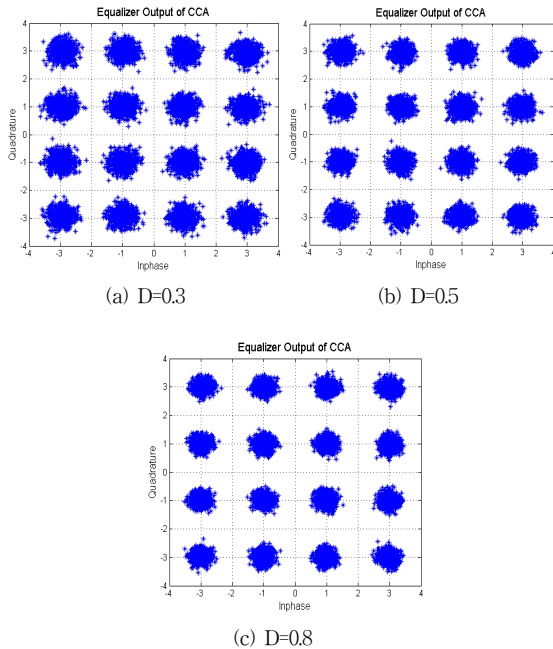 Equalizer Output of CCA
4
3
2
1
0
-1
-2
-3
-4
Quadrature
-4 -3 -2 -1 0 1 2 3 4
Inphase
(a) D=0.3
Equalizer Output of CCA
5
4
3
2
1
0
-1
-2
-3
-4
Quadrature
-4 -3 -2 -1 0 1 2 3 4
Inphase
(b) D=0.5
Equalizer Output of CCA
4
3
2
1
0
-1
-2
-3
-4
Quadrature
-4 -3 -2 -1 0 1 2 3 4
Inphase
(c) D=0.8